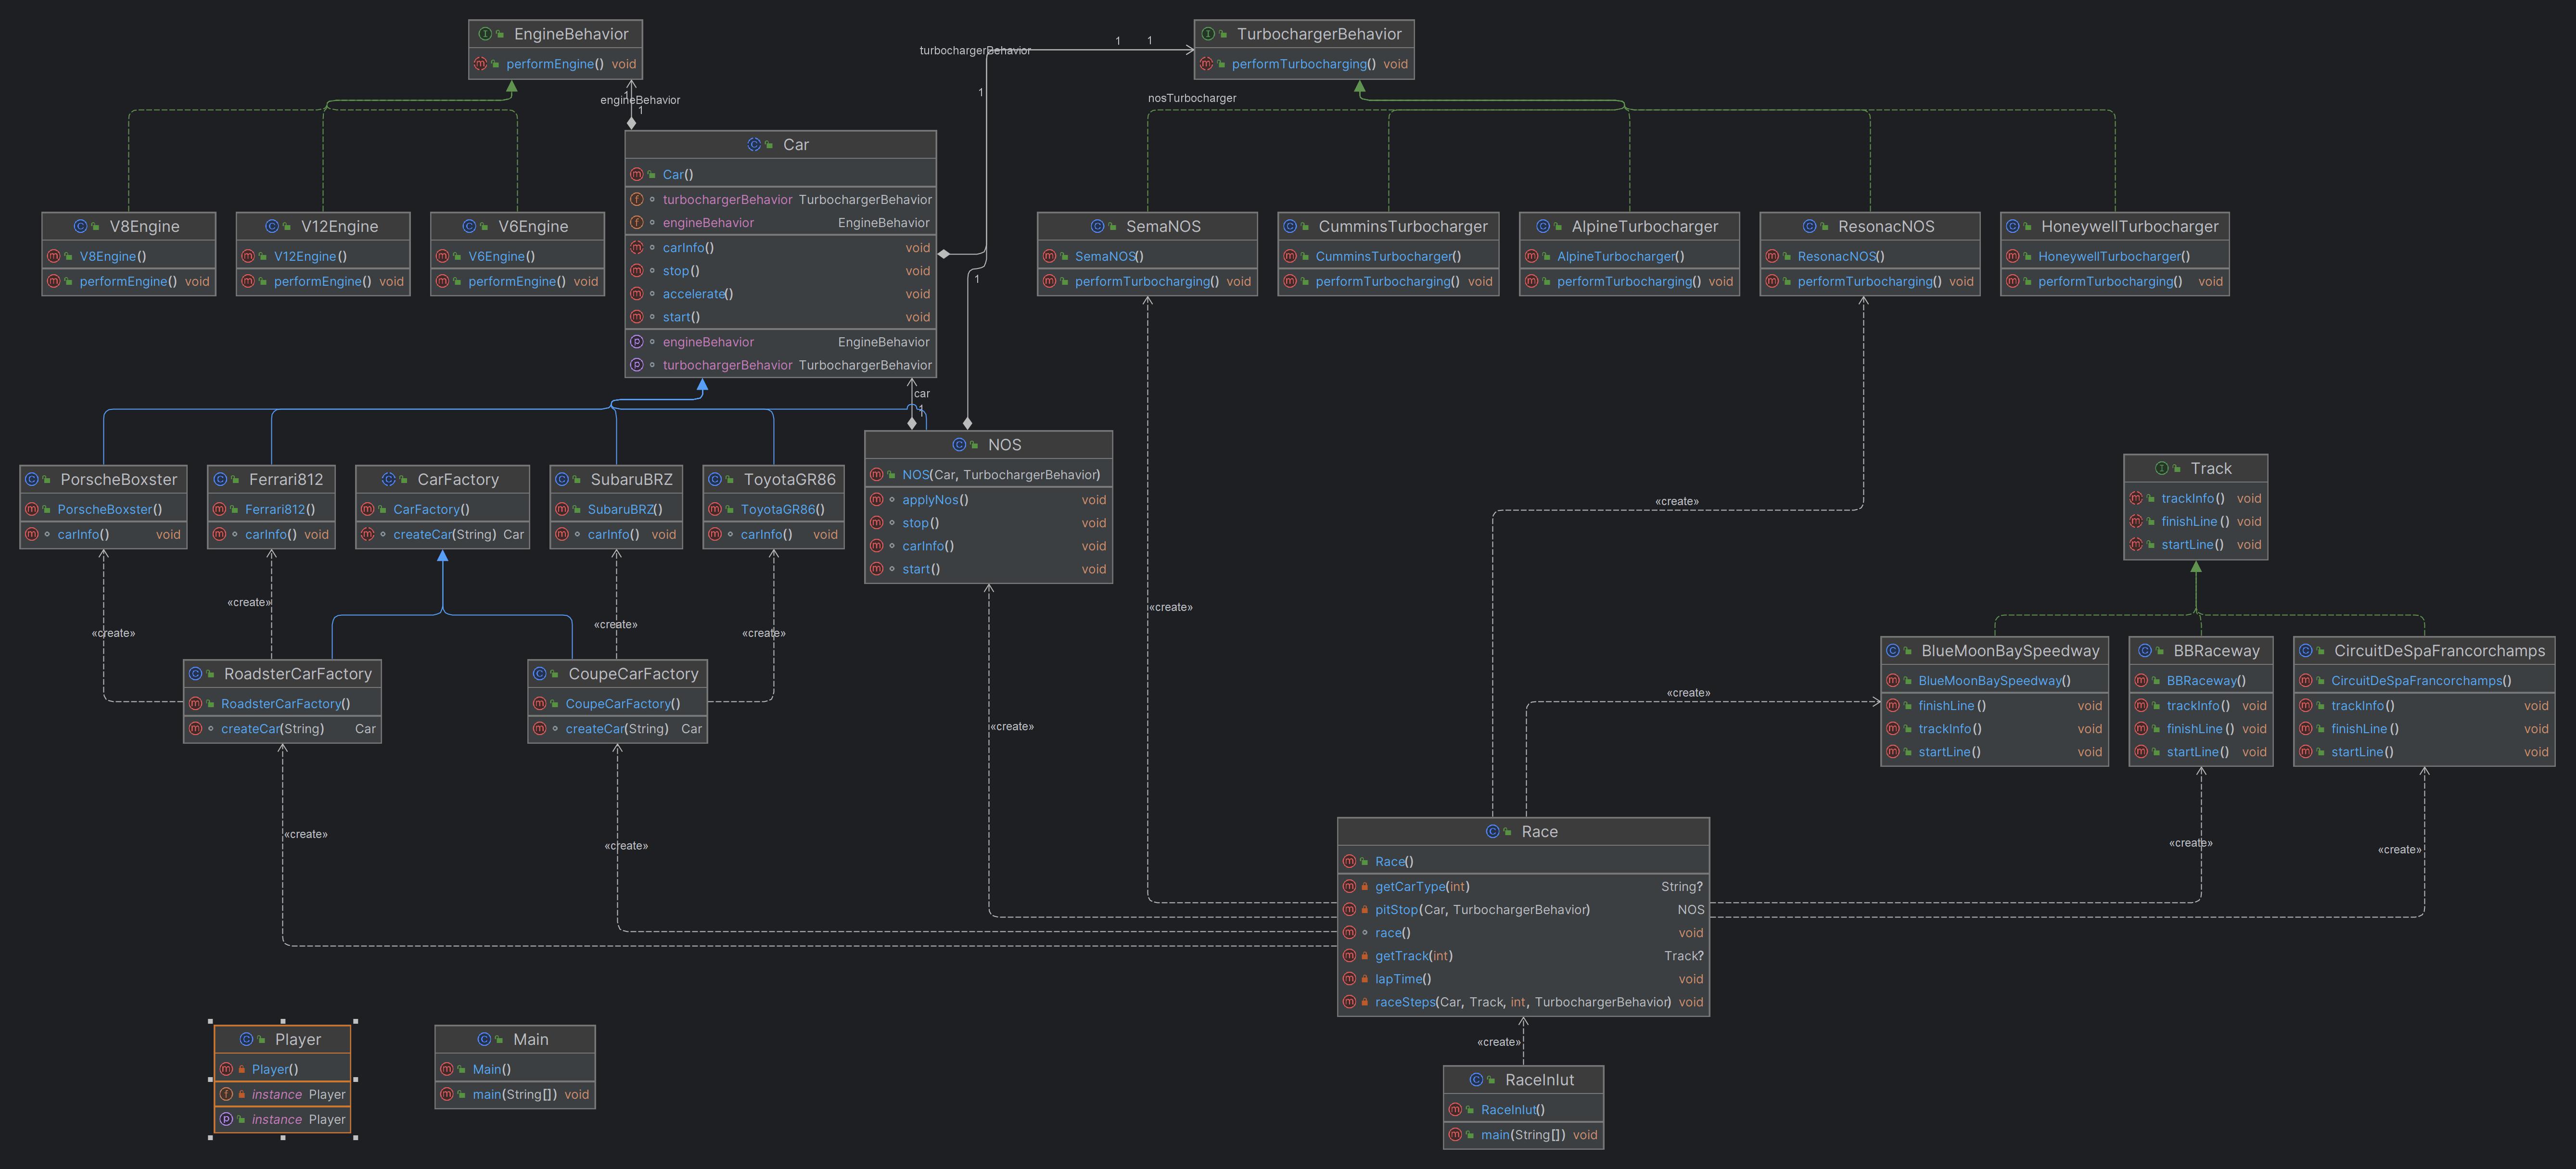 EngineBehavior
performEngine() void
TurbochargerBehavior
performTurbocharging() void
turbochargerBehavior
1
1
1
1
engineBehavior
1
1
nosTurbocharger
Car
Car()
turbochargerBehavior TurbochargerBehavior
engineBehavior EngineBehavior
carInfo() void
stop() void
accelerate() void
start() void
engineBehavior EngineBehavior
turbochargerBehavior TurbochargerBehavior
V8Engine
V8Engine()
performEngine() void
V12Engine
V12Engine()
performEngine() void
V6Engine
V6Engine()
performEngine() void
SemaNOS
SemaNOS()
performTurbocharging() void
CumminsTurbocharger
CumminsTurbocharger()
performTurbocharging() void
AlpineTurbocharger
AlpineTurbocharger()
performTurbocharging() void
ResonacNOS
ResonacNOS()
performTurbocharging() void
HoneywellTurbocharger
HoneywellTurbocharger()
performTurbocharging() void
car
1
PorscheBoxster
PorscheBoxster()
carInfo() void
Ferrari812
Ferrari812()
carInfo() void
CarFactory
CarFactory()
createCar(String) Car
SubaruBRZ
SubaruBRZ()
carInfo() void
ToyotaGR86
ToyotaGR86()
carInfo() void
NOS
NOS(Car, TurbochargerBehavior)
applyNos() void
stop() void
carInfo() void
start() void
Track
trackInfo() void
finishLine() void
startLine() void
«create»
«create»
«create»
«create»
«create»
«create»
RoadsterCarFactory
RoadsterCarFactory()
createCar(String) Car
CoupeCarFactory
CoupeCarFactory()
createCar(String) Car
BlueMoonBaySpeedway
BlueMoonBaySpeedway()
finishLine() void
trackInfo() void
startLine() void
BBRaceway
BBRaceway()
trackInfo() void
finishLine() void
startLine() void
CircuitDeSpaFrancorchamps
CircuitDeSpaFrancorchamps()
trackInfo() void
finishLine() void
startLine() void
«create»
«create»
«create»
«create»
«create»
«create»
Race
Race()
getCarType(int) String?
pitStop(Car, TurbochargerBehavior) NOS
race() void
getTrack(int) Track?
lapTime() void
raceSteps(Car, Track, int, TurbochargerBehavior) void
«create»
Player
Player()
instance Player
instance Player
Main
Main()
main(String[]) void
RaceInIut
RaceInIut()
main(String[]) void